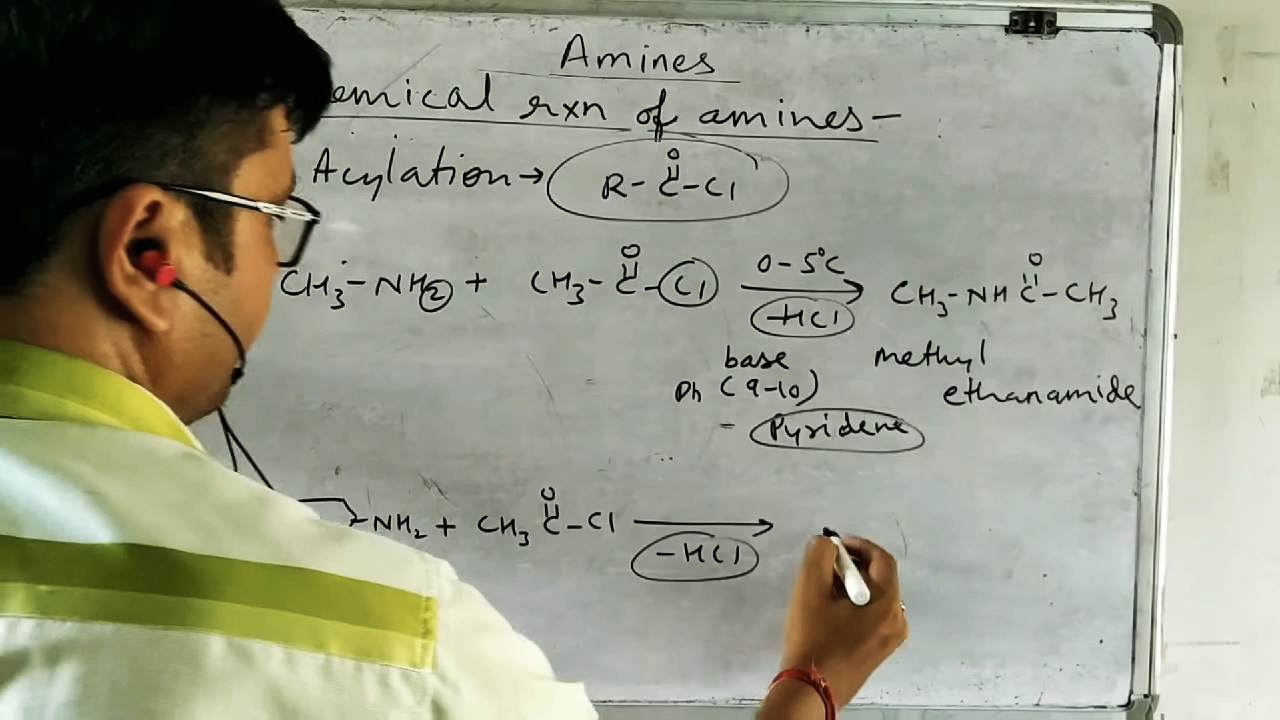 Amines
emical rxn of amines-
Acylation → R-C-Cl
O
CH3-NH2 + CH3-C-Cl 0-5°C CH3-NH C-CH3
O O
-HCl
base methyl
Ph (9-10) ethanamide
- Pyridene
-NH2 + CH3 C-Cl
O
-HCl